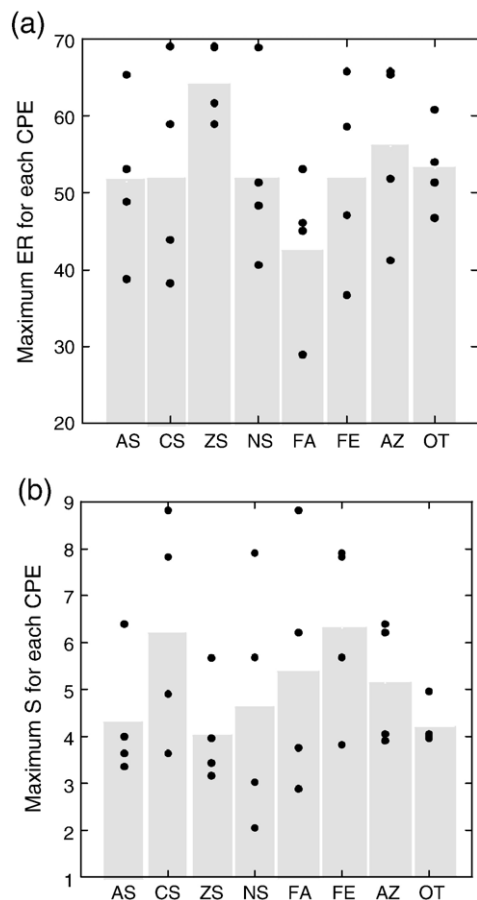 (a)
Maximum ER for each CPE
70
60
50
40
30
20
AS CS ZS NS FA FE AZ OT
(b)
Maximum S for each CPE
9
8
7
6
5
4
3
2
1
AS CS ZS NS FA FE AZ OT